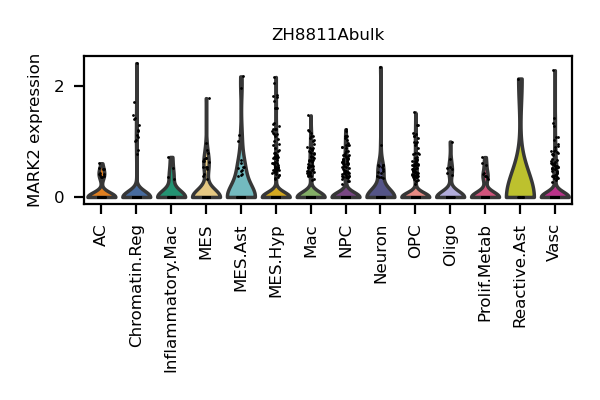 ZH8811Abulk
MARK2 expression
2
0
AC
Chromatin.Reg
Inflammatory.Mac
MES
MES.Ast
MES.Hyp
Mac
NPC
Neuron
OPC
Oligo
Prolif.Metab
Reactive.Ast
Vasc